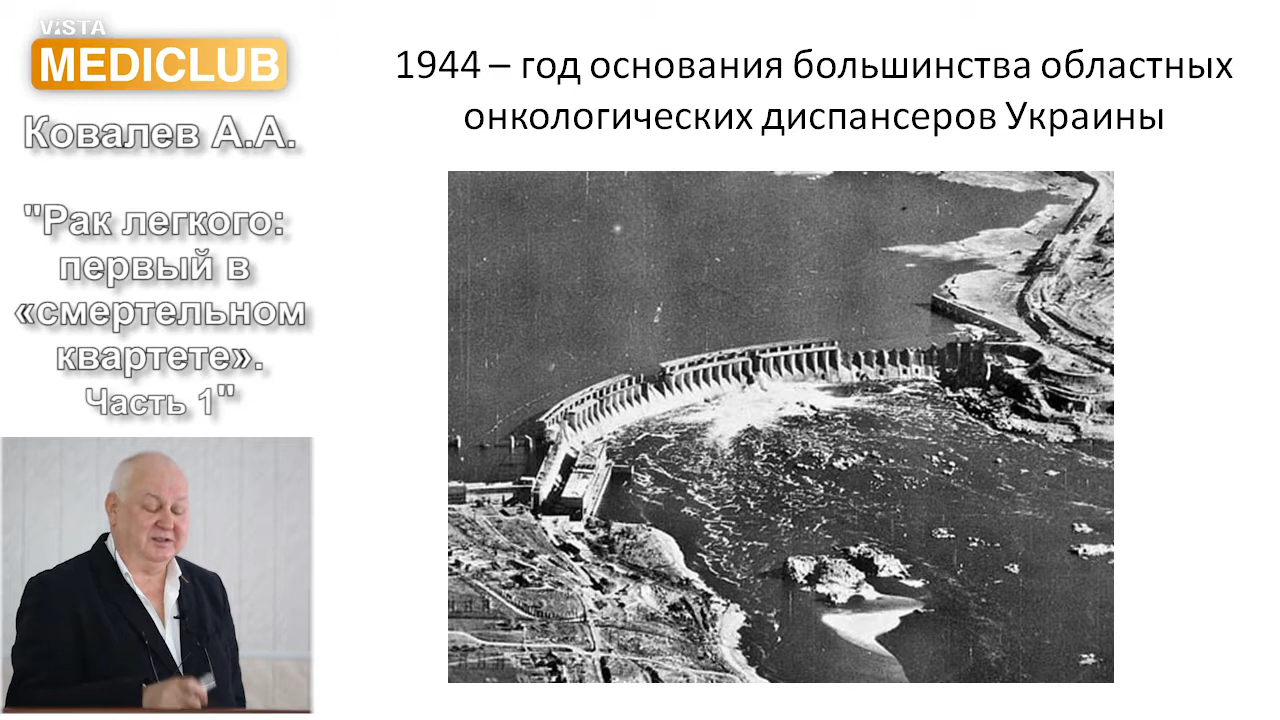 ViSTA
MEDICLUB
Ковалев А.А.
"Рак легкого:
первый в
«смертельном
квартете».
Часть 1"
1944 – год основания большинства областных
онкологических диспансеров Украины